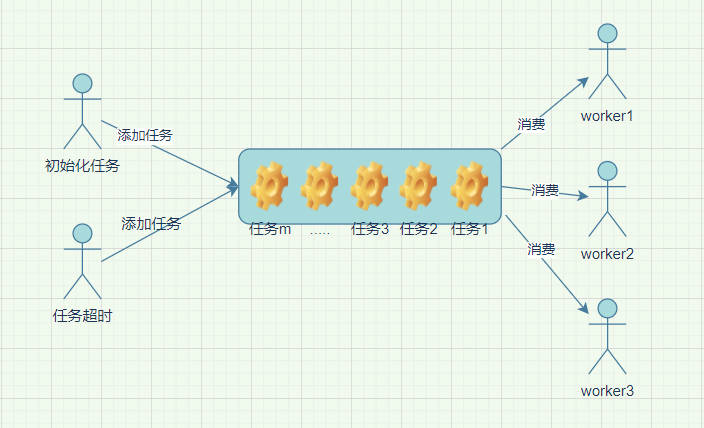 初始化任务
任务超时
添加任务
添加任务
任务m
.....
任务3
任务2
任务1
消费
消费
消费
worker1
worker2
worker3